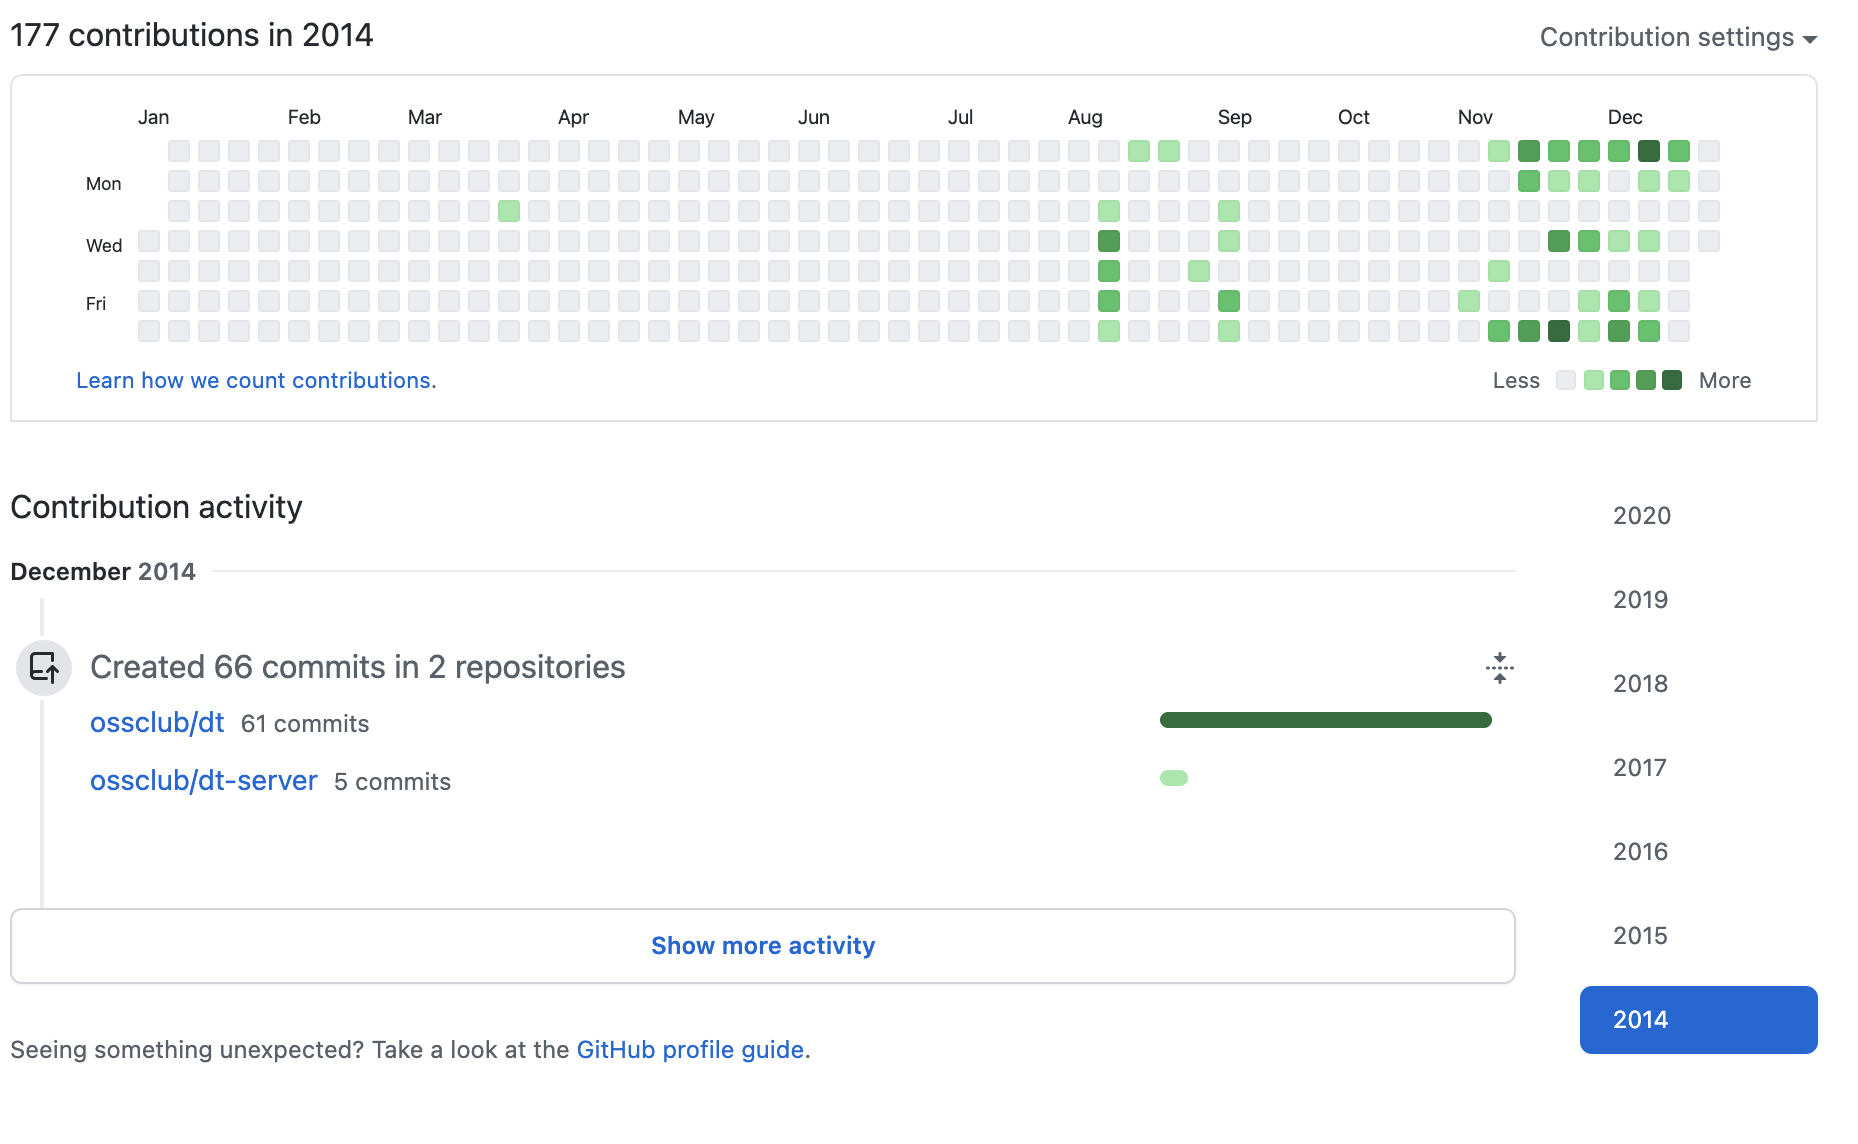 177 contributions in 2014
Contribution settings
Jan Feb Mar Apr May Jun Jul Aug Sep Oct Nov Dec
Mon
Wed
Fri
Learn how we count contributions.
Less More
Contribution activity
December 2014
Created 66 commits in 2 repositories
ossclub/dt 61 commits
ossclub/dt-server 5 commits
Show more activity
Seeing something unexpected? Take a look at the GitHub profile guide.
2020
2019
2018
2017
2016
2015
2014